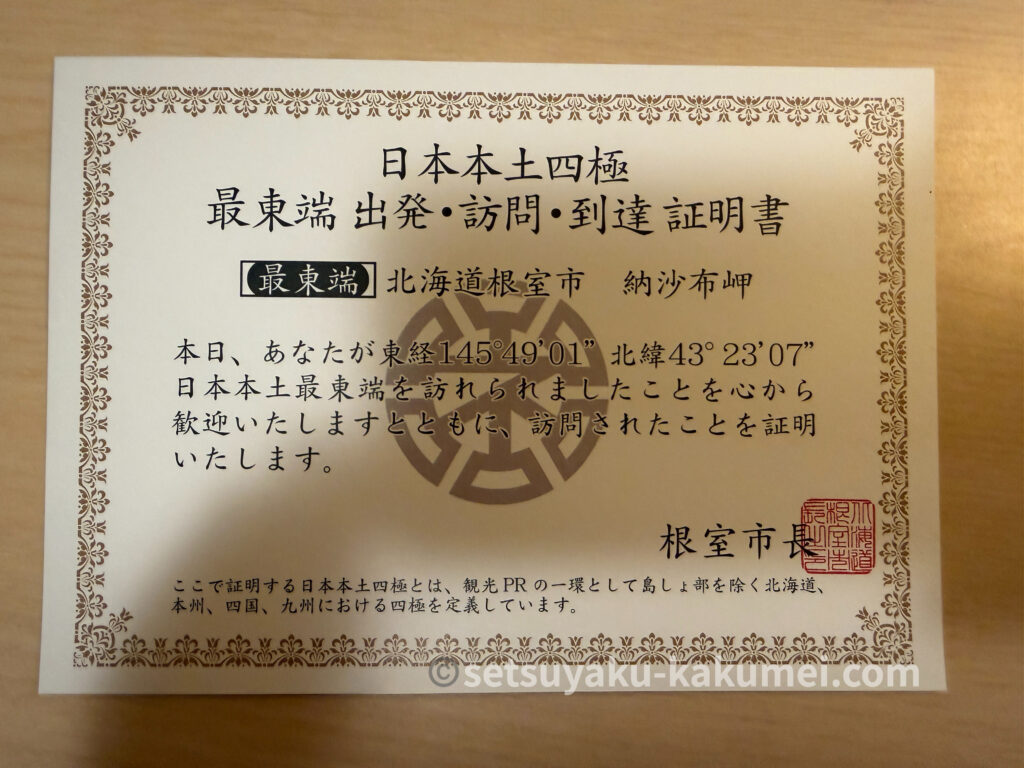 日本本土四極
最東端 出発・訪問・到達 証明書
最東端 北海道根室市 納沙布岬
本日、あなたが東経145°49’01” 北緯43° 23’07”
日本本土最東端を訪れられましたことを心から
歓迎いたしますとともに、訪問されたことを証明
いたします。
根室市長
ここで証明する日本本土四極とは、観光 PR の一環として島しょ部を除く北海道、
本州、四国、九州における四極を定義しています。
© setsuyaku-kakumei.com